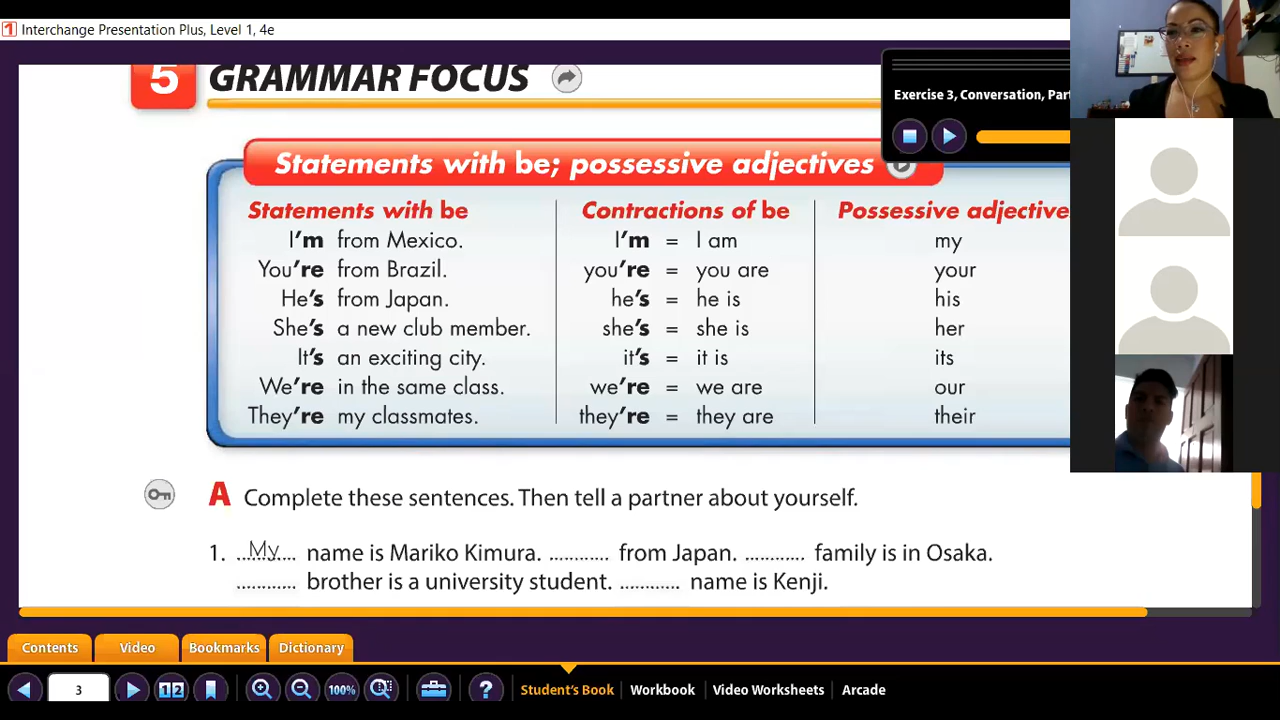 Interchange Presentation Plus, Level 1, 4e
5 GRAMMAR FOCUS
Exercise 3, Conversation, Part
Statements with be; possessive adjectives
Statements with be Contractions of be Possessive adjective
I'm from Mexico. I'm = I am my
You're from Brazil. you're = you are your
He's from Japan. he's = he is his
She's a new club member. she's = she is her
It's an exciting city. it's = it is its
We're in the same class. we're = we are our
They're my classmates. they're = they are their
A Complete these sentences. Then tell a partner about yourself.
1. My name is Mariko Kimura. ............ from Japan. ............ family is in Osaka.
............ brother is a university student. ............ name is Kenji.
Contents Video Bookmarks Dictionary
3 1 2 100% ? Student's Book Workbook Video Worksheets Arcade